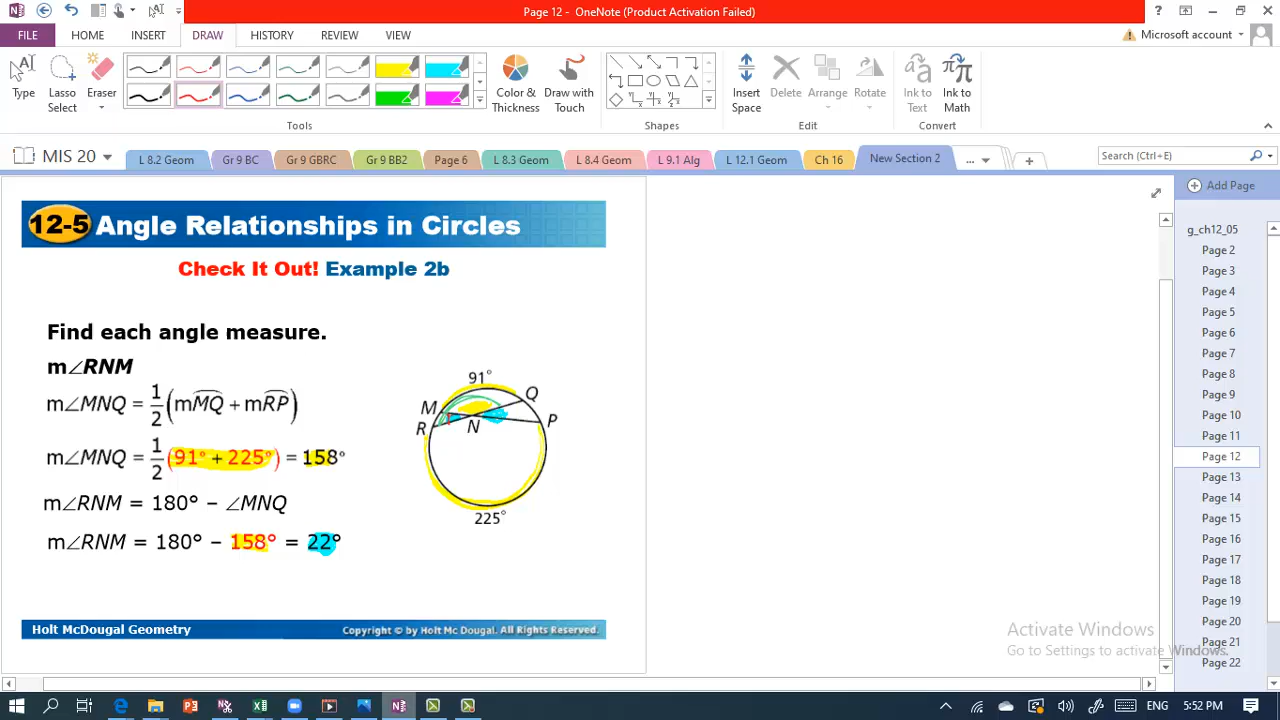 Page 12 - OneNote (Product Activation Failed)
FILE HOME INSERT DRAW HISTORY REVIEW VIEW
Microsoft account
Type
Lasso Select
Eraser
Color & Thickness
Draw with Touch
Insert Space
Delete
Arrange
Rotate
Ink to Text
Ink to Math
Tools
Shapes
Edit
Convert
MIS 20
L 8.2 Geom
Gr 9 BC
Gr 9 GBRC
Gr 9 BB2
Page 6
L 8.3 Geom
L 8.4 Geom
L 9.1 Alg
L 12.1 Geom
Ch 16
New Section 2
...
Search (Ctrl+E)
Add Page
g_ch12_05
Page 2
Page 3
Page 4
Page 5
Page 6
Page 7
Page 8
Page 9
Page 10
Page 11
Page 12
Page 13
Page 14
Page 15
Page 16
Page 17
Page 18
Page 19
Page 20
Page 21
Page 22
12-5 Angle Relationships in Circles
Check It Out! Example 2b
Find each angle measure.
m∠RNM
m∠MNQ = 1/2 (mMQ + mRP)
m∠MNQ = 1/2 (91° + 225°) = 158°
m∠RNM = 180° – ∠MNQ
m∠RNM = 180° – 158° = 22°
91°
M
Q
R
N
P
225°
Holt McDougal Geometry
Copyright © by Holt Mc Dougal. All Rights Reserved.
Activate Windows
Go to Settings to activate Windows.
ENG 5:52 PM